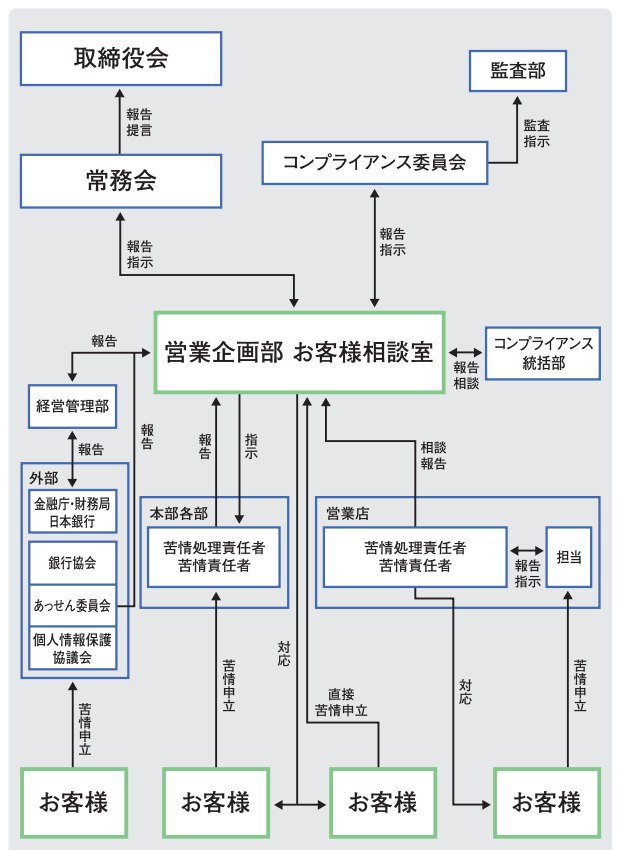 取締役会
監査部
報告
提言
監査
指示
常務会
コンプライアンス委員会
報告
指示
報告
指示
報告
営業企画部 お客様相談室
コンプライアンス
統括部
報告
相談
経営管理部
報告
報告
報告
指示
相談
報告
外部
金融庁・財務局
日本銀行
本部各部
営業店
銀行協会
苦情処理責任者
苦情責任者
苦情処理責任者
苦情責任者
報告
指示
担当
あっせん委員会
個人情報保護
協議会
苦情申立
苦情申立
対応
直接
苦情申立
対応
苦情申立
お客様
お客様
お客様
お客様